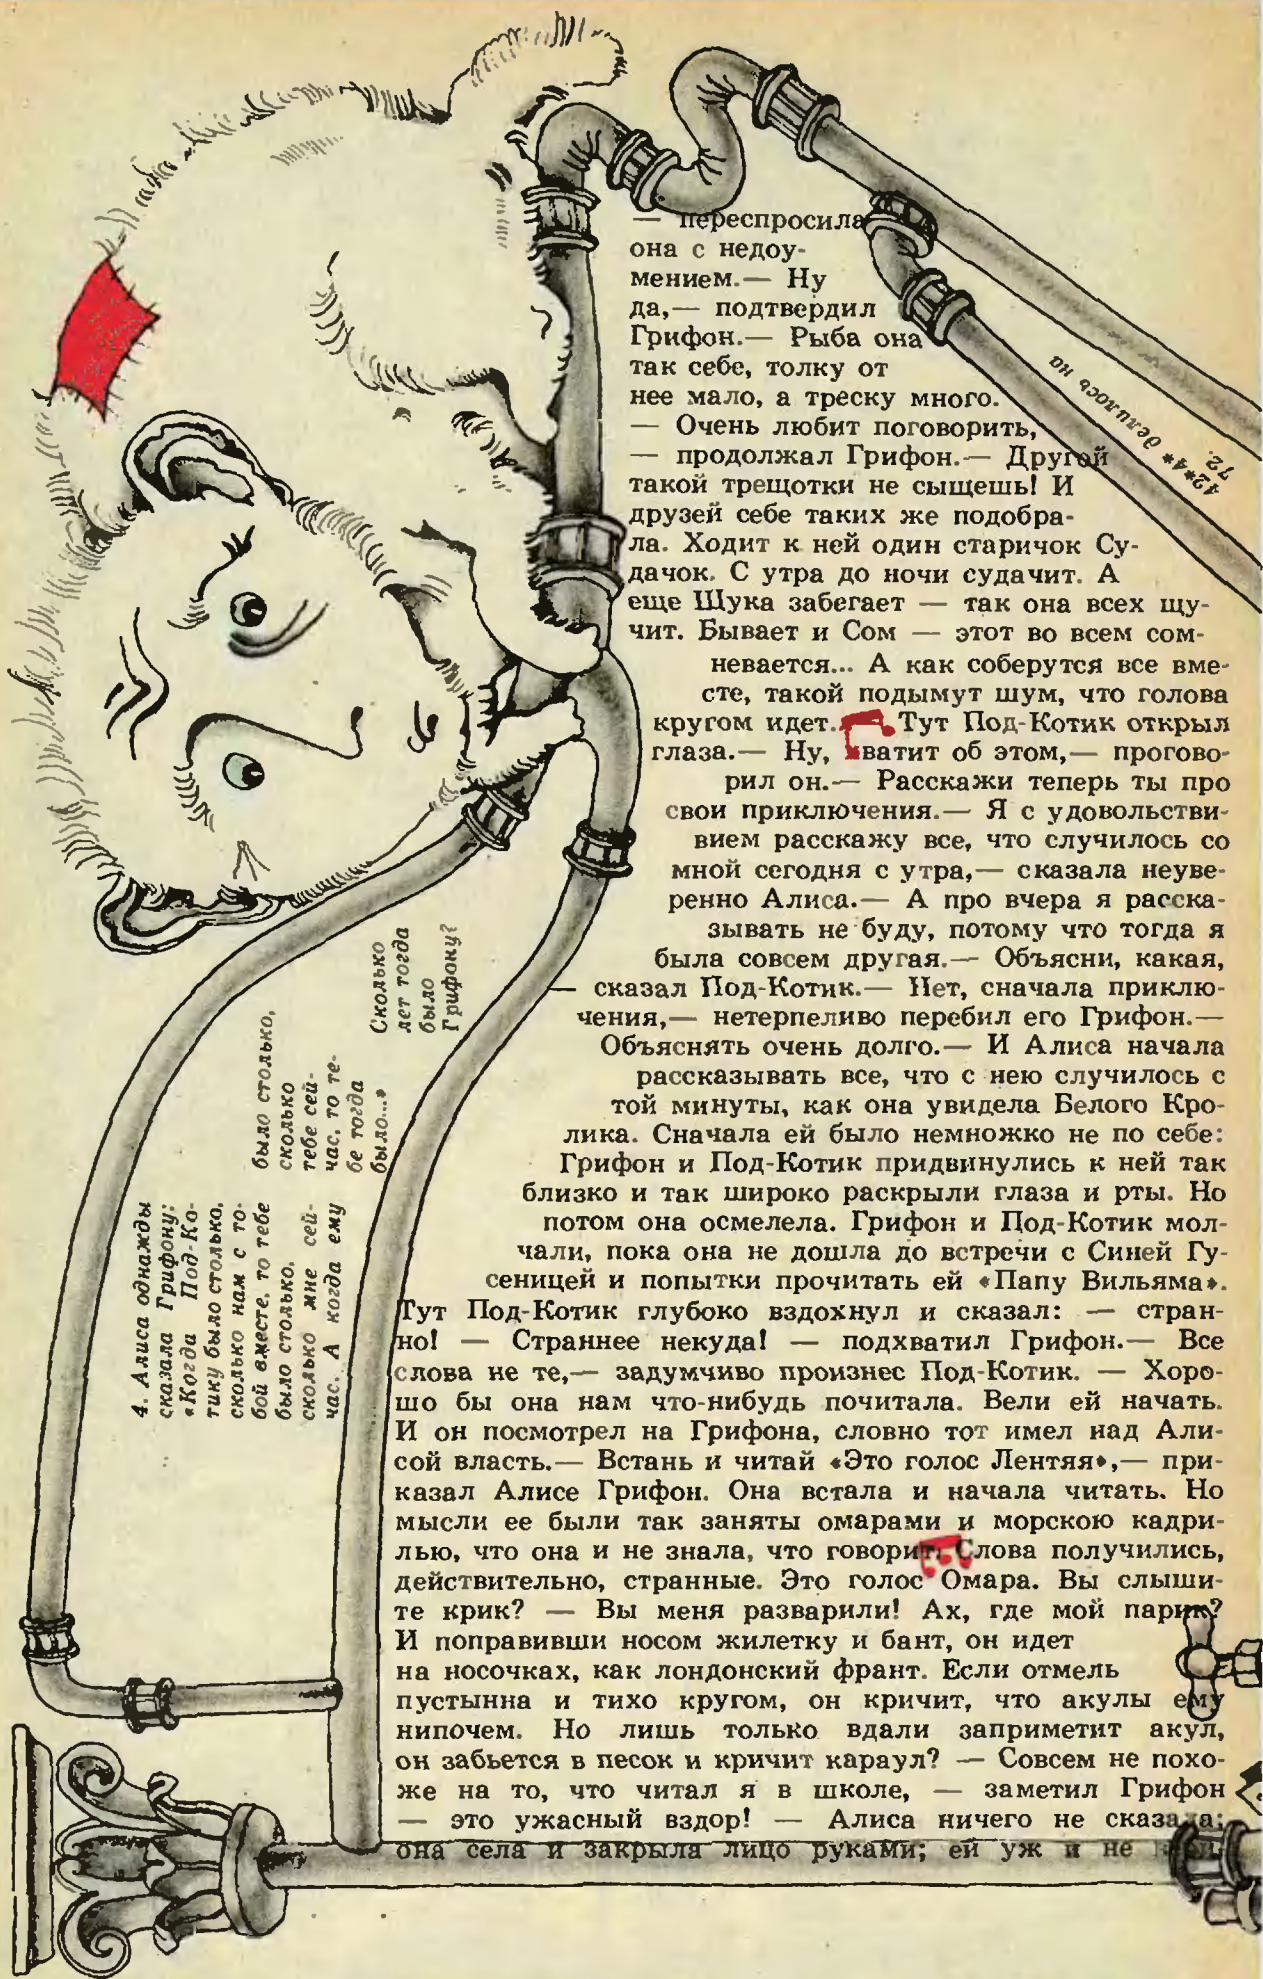 — переспросила
она с недоу-
мением.— Ну
да,— подтвердил
Грифон.— Рыба она
так себе, толку от
нее мало, а треску много.
— Очень любит поговорить,
— продолжал Грифон.— Другой
такой трещотки не сыщешь! И
друзей себе таких же подобра-
ла. Ходит к ней один старичок Су-
дачок. С утра до ночи судачит. А
еще Щука забегает — так она всех щу-
чит. Бывает и Сом — этот во всем сом-
невается... А как соберутся все вме-
сте, такой подымут шум, что голова
кругом идет. Тут Под-Котик открыл
глаза.— Ну, хватит об этом,— прогово-
рил он.— Расскажи теперь ты про
свои приключения.— Я с удовольстви-
вием расскажу все, что случилось со
мной сегодня с утра,— сказала неуве-
ренно Алиса.— А про вчера я расска-
зывать не буду, потому что тогда я
была совсем другая.— Объясни, какая,
— сказал Под-Котик.— Нет, сначала приклю-
чения,— нетерпеливо перебил его Грифон.—
Объяснять очень долго.— И Алиса начала
рассказывать все, что с нею случилось с
той минуты, как она увидела Белого Кро-
лика. Сначала ей было немножко не по себе:
Грифон и Под-Котик придвинулись к ней так
близко и так широко раскрыли глаза и рты. Но
потом она осмелела. Грифон и Под-Котик мол-
чали, пока она не дошла до встречи с Синей Гу-
сеницей и попытки прочитать ей «Папу Вильяма».
Тут Под-Котик глубоко вздохнул и сказал: — стран-
но! — Страннее некуда! — подхватил Грифон.— Все
слова не те,— задумчиво произнес Под-Котик. — Хоро-
шо бы она нам что-нибудь почитала. Вели ей начать.
И он посмотрел на Грифона, словно тот имел над Али-
сой власть.— Встань и читай «Это голос Лентяя»,— при-
казал Алисе Грифон. Она встала и начала читать. Но
мысли ее были так заняты омарами и морскою кадри-
лью, что она и не знала, что говорит. Слова получились,
действительно, странные. Это голос Омара. Вы слыши-
те крик? — Вы меня разварили! Ах, где мой парик?
И поправивши носом жилетку и бант, он идет
на носочках, как лондонский франт. Если отмель
пустынна и тихо кругом, он кричит, что акулы ему
нипочем. Но лишь только вдали заприметит акул,
он забьется в песок и кричит караул? — Совсем не похо-
же на то, что читал я в школе, — заметил Грифон
— это ужасный вздор! — Алиса ничего не сказала;
она села и закрыла лицо руками; ей уж и не
42*4* делилось на
72.
4. Алиса однажды
сказала Грифону:
«Когда Под-Ко-
тику было столько,
сколько нам с то-
бой вместе, то тебе
было столько,
сколько мне сей-
час. А когда ему
было столько,
сколько
тебе сей-
час, то те-
бе тогда
было...»
Сколько
лет тогда
было
Грифону?